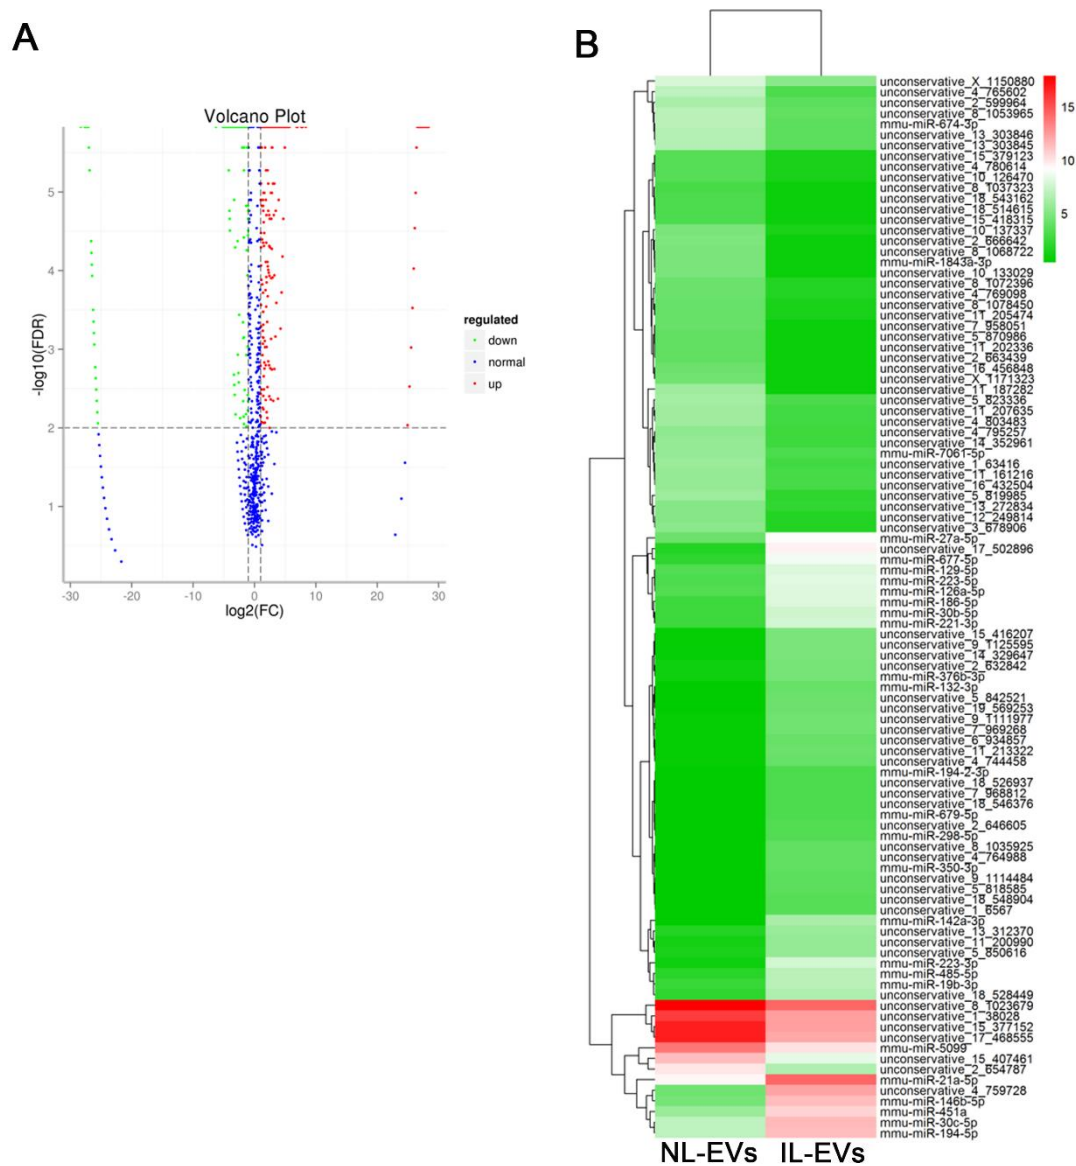 A
Volcano Plot
5
4
3
2
1
-log10(FDR)
-30
-20
-10
0
10
20
30
log2(FC)
regulated
down
normal
up
B
unconservative_X_1150880
unconservative_4_765602
unconservative_2_599964
unconservative_8_1053965
mmu-miR-674-3p
unconservative_13_303846
unconservative_13_303845
unconservative_15_379123
unconservative_4_780614
unconservative_10_126470
unconservative_8_1037323
unconservative_18_543162
unconservative_18_514615
unconservative_15_418315
unconservative_10_137337
unconservative_2_666642
unconservative_8_1068722
mmu-miR-1843a-3p
unconservative_10_133029
unconservative_8_1072396
unconservative_4_769098
unconservative_8_1078450
unconservative_11_205474
unconservative_7_958051
unconservative_5_870986
unconservative_11_202336
unconservative_2_663439
unconservative_16_456848
unconservative_X_1171323
unconservative_11_187282
unconservative_5_823336
unconservative_11_207635
unconservative_4_803483
unconservative_4_795257
unconservative_14_352961
mmu-miR-7061-5p
unconservative_1_63416
unconservative_11_161216
unconservative_16_432504
unconservative_5_819985
unconservative_13_272834
unconservative_12_249814
unconservative_3_678906
mmu-miR-27a-5p
unconservative_17_502896
mmu-miR-677-5p
mmu-miR-129-5p
mmu-miR-223-5p
mmu-miR-126a-5p
mmu-miR-186-5p
mmu-miR-30b-5p
mmu-miR-221-3p
unconservative_15_416207
unconservative_9_1125595
unconservative_14_329647
unconservative_2_632842
mmu-miR-376b-3p
mmu-miR-132-3p
unconservative_5_842521
unconservative_19_569253
unconservative_9_1111977
unconservative_7_969268
unconservative_6_934857
unconservative_11_213322
unconservative_4_744458
mmu-miR-194-2-3p
unconservative_18_526937
unconservative_7_968812
unconservative_18_546376
mmu-miR-679-5p
unconservative_2_646605
mmu-miR-298-5p
unconservative_8_1035925
unconservative_4_764988
mmu-miR-350-3p
unconservative_9_1114484
unconservative_5_818585
unconservative_18_548904
unconservative_1_6567
mmu-miR-142a-3p
unconservative_13_312370
unconservative_11_200990
unconservative_5_850616
mmu-miR-223-3p
mmu-miR-485-5p
mmu-miR-19b-3p
unconservative_18_528449
unconservative_8_1023679
unconservative_1_38028
unconservative_15_377152
unconservative_17_468555
mmu-miR-5099
unconservative_15_407461
unconservative_2_654787
mmu-miR-21a-5p
unconservative_4_759728
mmu-miR-146b-5p
mmu-miR-451a
mmu-miR-30c-5p
mmu-miR-194-5p
15
10
5
NL-EVs IL-EVs